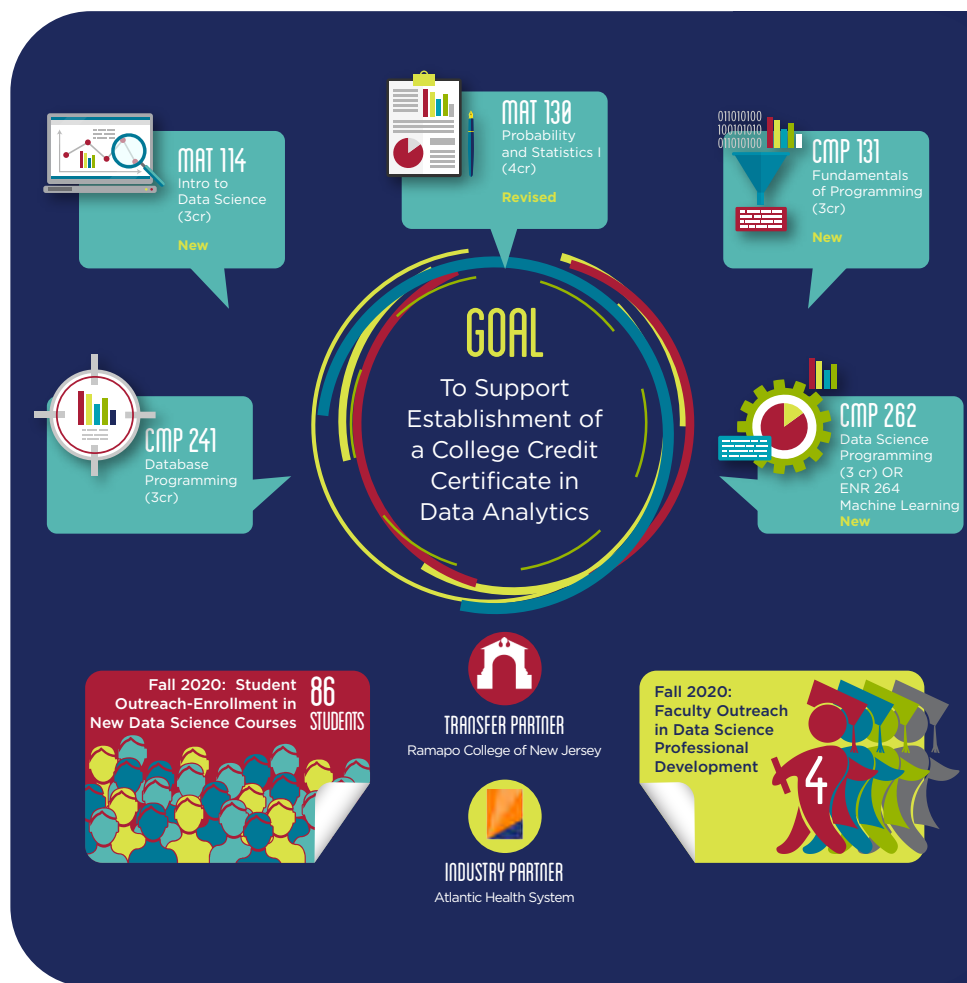 MAT 114
Intro to
Data Science
(3cr)
New
MAT 130
Probability
and Statistics I
(4cr)
Revised
011010100
100101010
011010100
CMP 131
Fundamentals
of Programming
(3cr)
New
GOAL
To Support
Establishment of
a College Credit
Certificate in
Data Analytics
CMP 241
Database
Programming
(3cr)
CMP 262
Data Science
Programming
(3 cr) OR
ENR 264
Machine Learning
New
Fall 2020: Student
Outreach-Enrollment in
New Data Science Courses
86
STUDENTS
TRANSFER PARTNER
Ramapo College of New Jersey
INDUSTRY PARTNER
Atlantic Health System
Fall 2020:
Faculty Outreach
in Data Science
Professional
Development
4